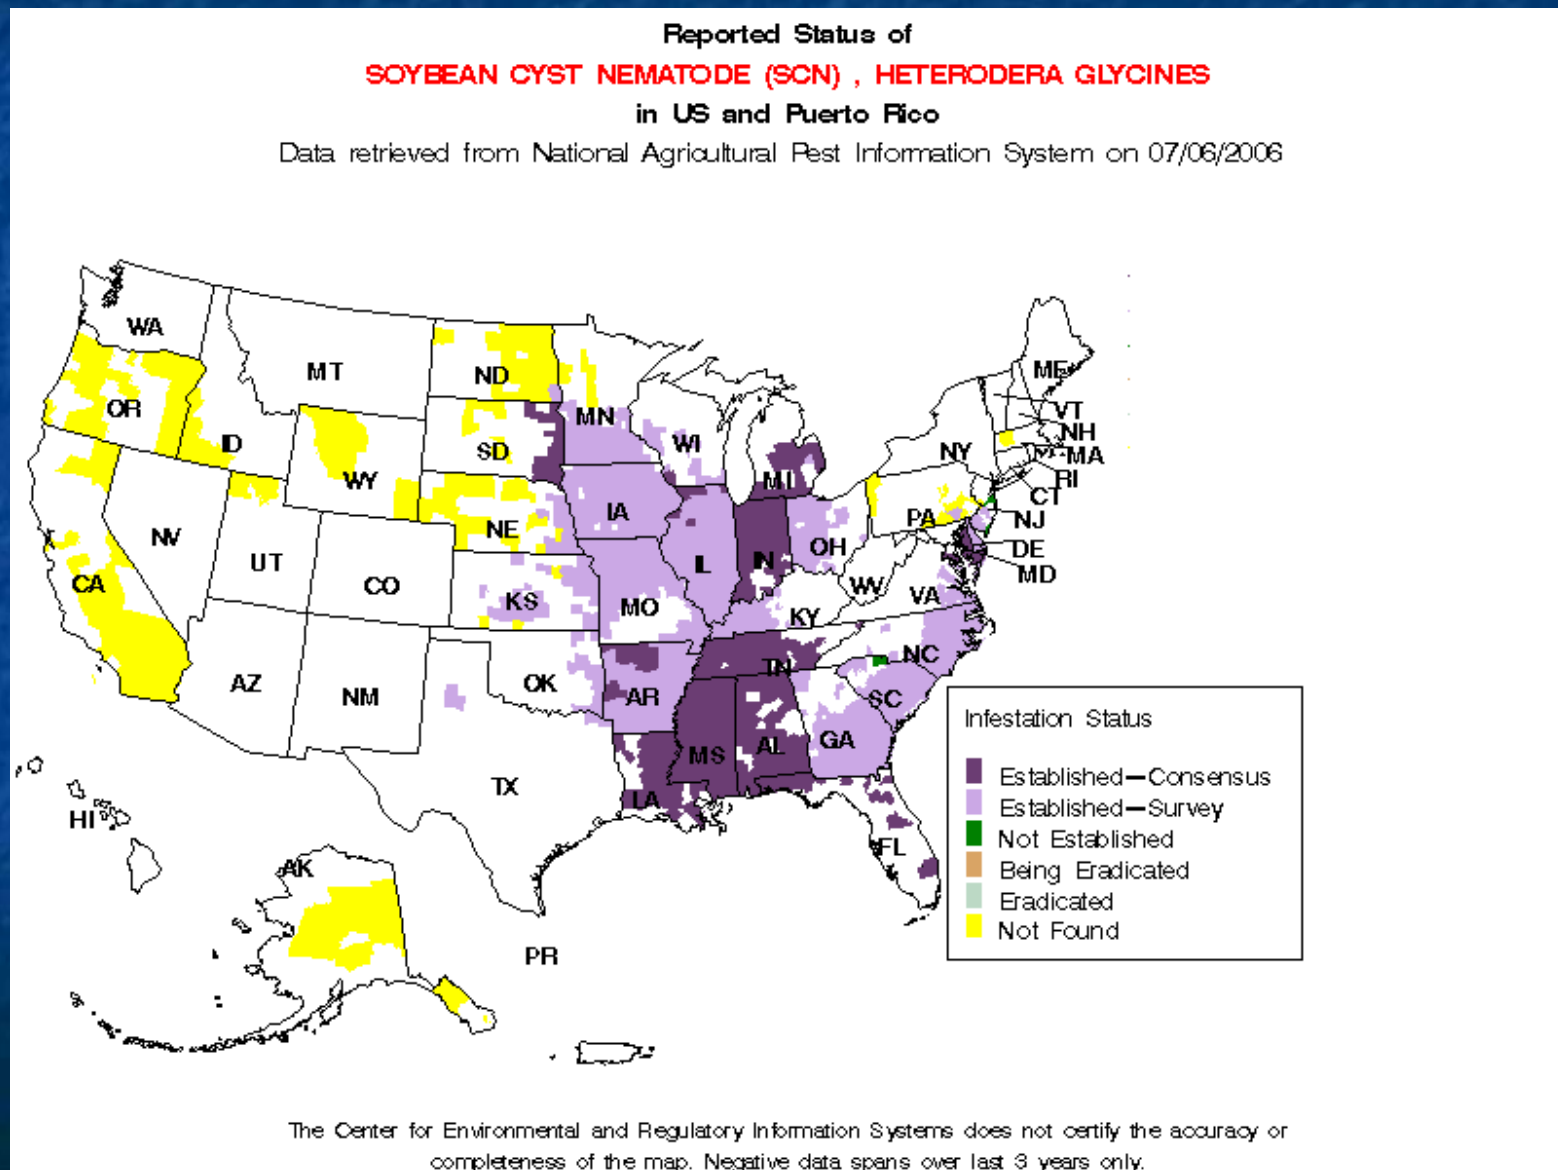 Reported Status of
SOYBEAN CYST NEMATODE (SCN) , HETERODERA GLYCINES
in US and Puerto Rico
Data retrieved from National Agricultural Pest Information System on 07/06/2006
WA
MT
ND
MN
ME
OR
ID
SD
WI
VT
NH
WY
MI
NY
MA
RI
CT
NV
NE
IA
PA
NJ
UT
CO
IL
IN
OH
DE
MD
CA
KS
MO
WV
VA
KY
AZ
NM
OK
AR
TN
NC
SC
TX
LA
MS
AL
GA
FL
HI
AK
PR
Infestation Status
Established—Consensus
Established—Survey
Not Established
Being Eradicated
Eradicated
Not Found
The Center for Environmental and Regulatory Information Systems does not certify the accuracy or
completeness of the map. Negative data spans over last 3 years only.